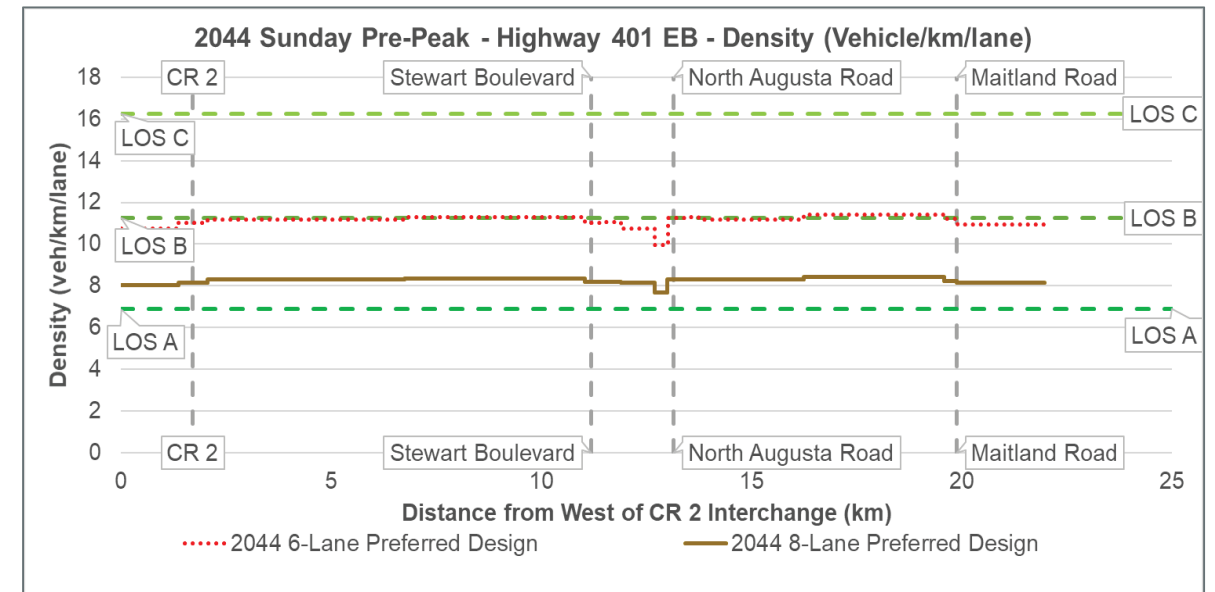 2044 Sunday Pre-Peak - Highway 401 EB - Density (Vehicle/km/lane)
Density (veh/km/lane)
18
16
14
12
10
8
6
4
2
0
CR 2
Stewart Boulevard
North Augusta Road
Maitland Road
LOS C
LOS C
LOS B
LOS B
LOS A
LOS A
CR 2
Stewart Boulevard
North Augusta Road
Maitland Road
0
5
10
15
20
25
Distance from West of CR 2 Interchange (km)
2044 6-Lane Preferred Design
2044 8-Lane Preferred Design